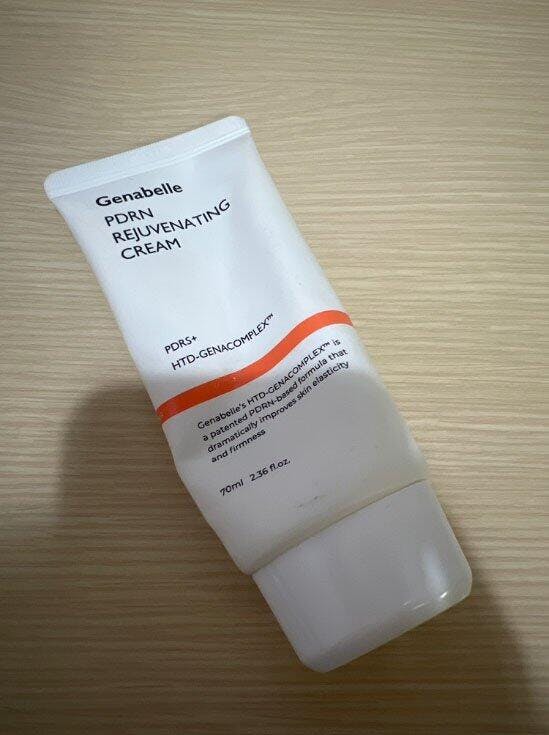 Genabelle
PDRN
REJUVENATING
CREAM
PDRS+
HTD-GENACOMPLEX™
Genabelle's HTD-GENACOMPLEX™ is
a patented PDRN-based formula that
dramatically improves skin elasticity
and firmness
70ml 2.36 fl.oz.